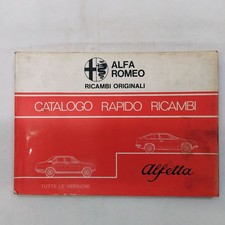 ALFA
ROMEO
RICAMBI ORIGINALI
CATALOGO RAPIDO RICAMBI
Alfetta
TUTTE LE VERSIONI